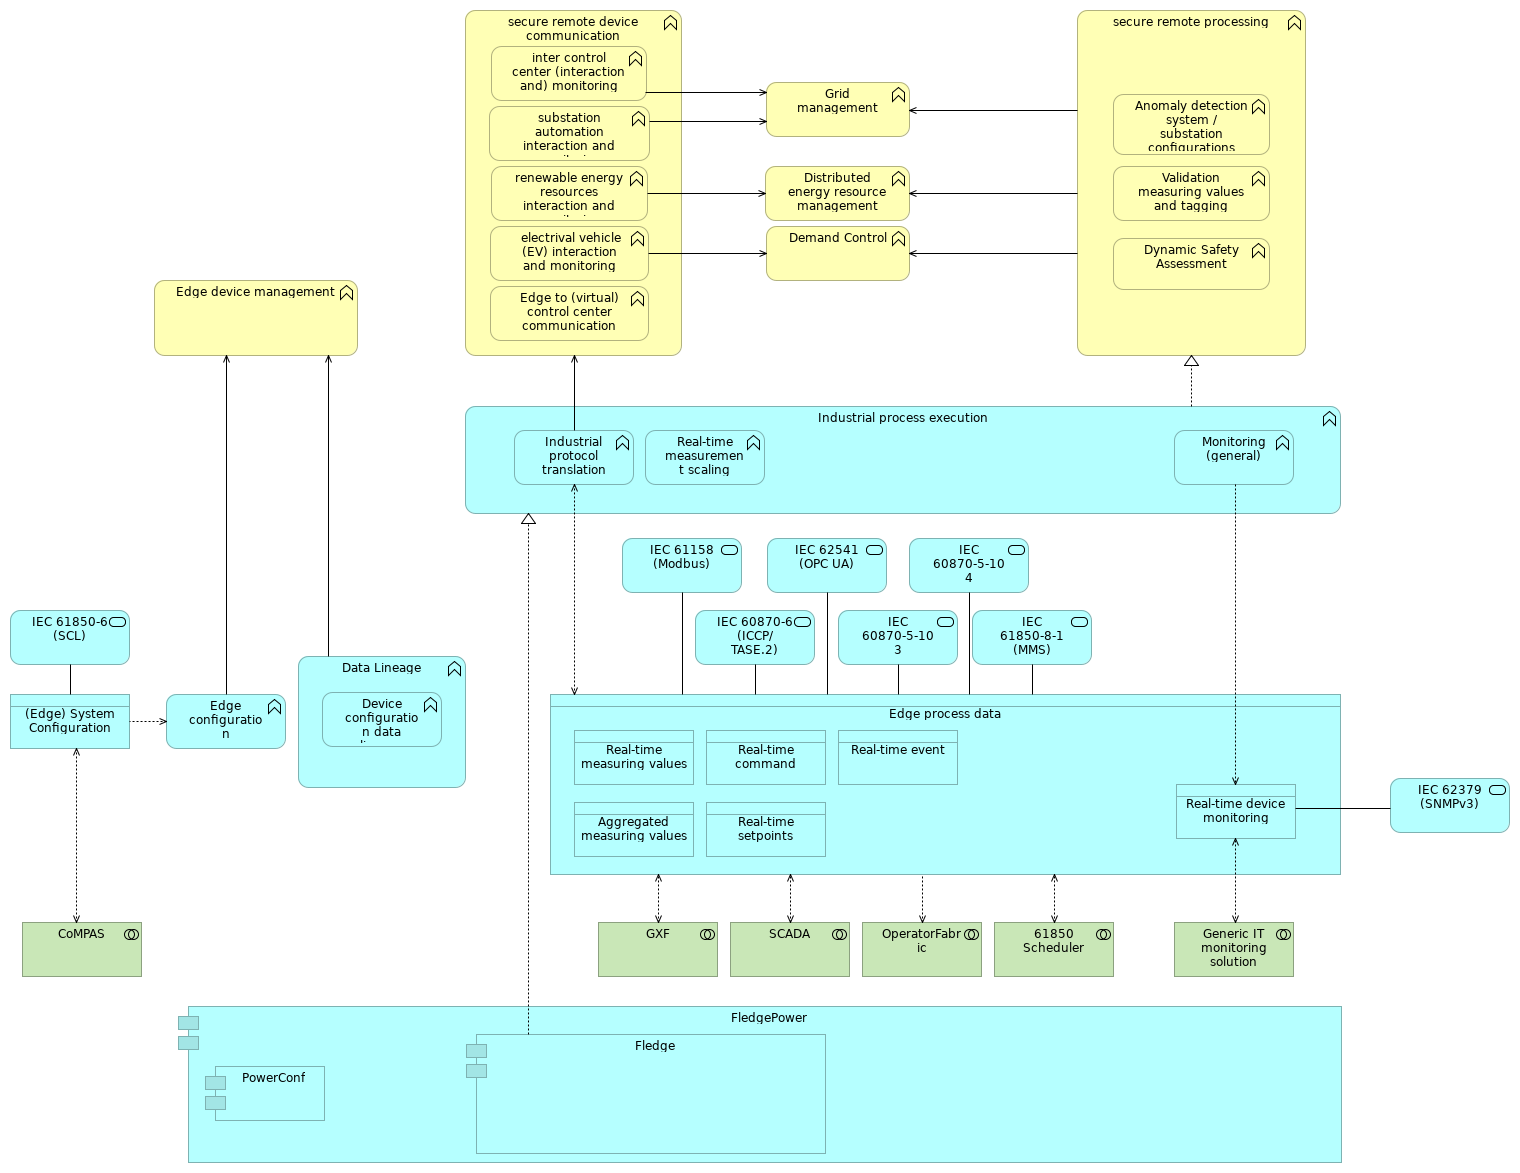 secure remote device
communication
inter control
center (interaction
and) monitoring
substation
automation
interaction and
renewable energy
resources
interaction and
electrival vehicle
(EV) interaction
and monitoring
Edge to (virtual)
control center
communication
Grid
management
Distributed
energy resource
management
Demand Control
secure remote processing
Anomaly detection
system /
substation
configurations
Validation
measuring values
and tagging
Dynamic Safety
Assessment
Edge device management
Industrial process execution
Industrial
protocol
translation
Real-time
measuremen
t scaling
Monitoring
(general)
IEC 61158
(Modbus)
IEC 62541
(OPC UA)
IEC
60870-5-10
4
IEC 60870-6
(ICCP/
TASE.2)
IEC
60870-5-10
3
IEC
61850-8-1
(MMS)
IEC 61850-6
(SCL)
(Edge) System
Configuration
Edge
configuratio
n
Data Lineage
Device
configuratio
n data
Edge process data
Real-time
measuring values
Real-time
command
Real-time event
Aggregated
measuring values
Real-time
setpoints
Real-time device
monitoring
IEC 62379
(SNMPv3)
CoMPAS
GXF
SCADA
OperatorFabr
ic
61850
Scheduler
Generic IT
monitoring
solution
FledgePower
Fledge
PowerConf